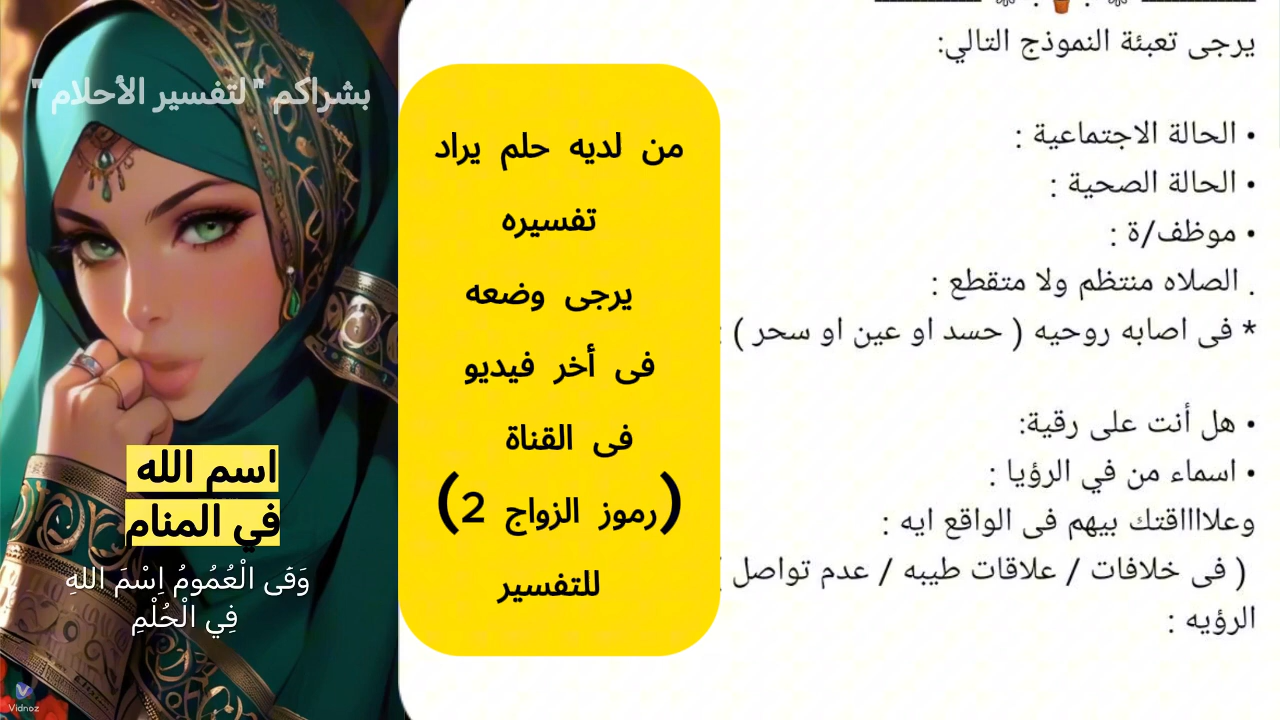 يرجى تعبئة النموذج التالي:
• الحالة الاجتماعية :
• الحالة الصحية :
• موظف/ة :
. الصلاه منتظم ولا متقطع :
* فى اصابه روحيه ( حسد او عين او سحر ) :
• هل أنت على رقية:
• اسماء من في الرؤيا :
وعلااااقتك بيهم فى الواقع ايه :
( فى خلافات / علاقات طيبه / عدم تواصل )
الرؤيه :
من لديه حلم يراد
تفسيره
يرجى وضعه
فى أخر فيديو
فى القناة
(رموز الزواج 2)
للتفسير
بشراكم " لتفسير الأحلام "
اسم الله
في المنام
وَفَى الْعُمُومُ اِسْمَ اللهِ
فِي الْحُلْمِ
Vidnoz